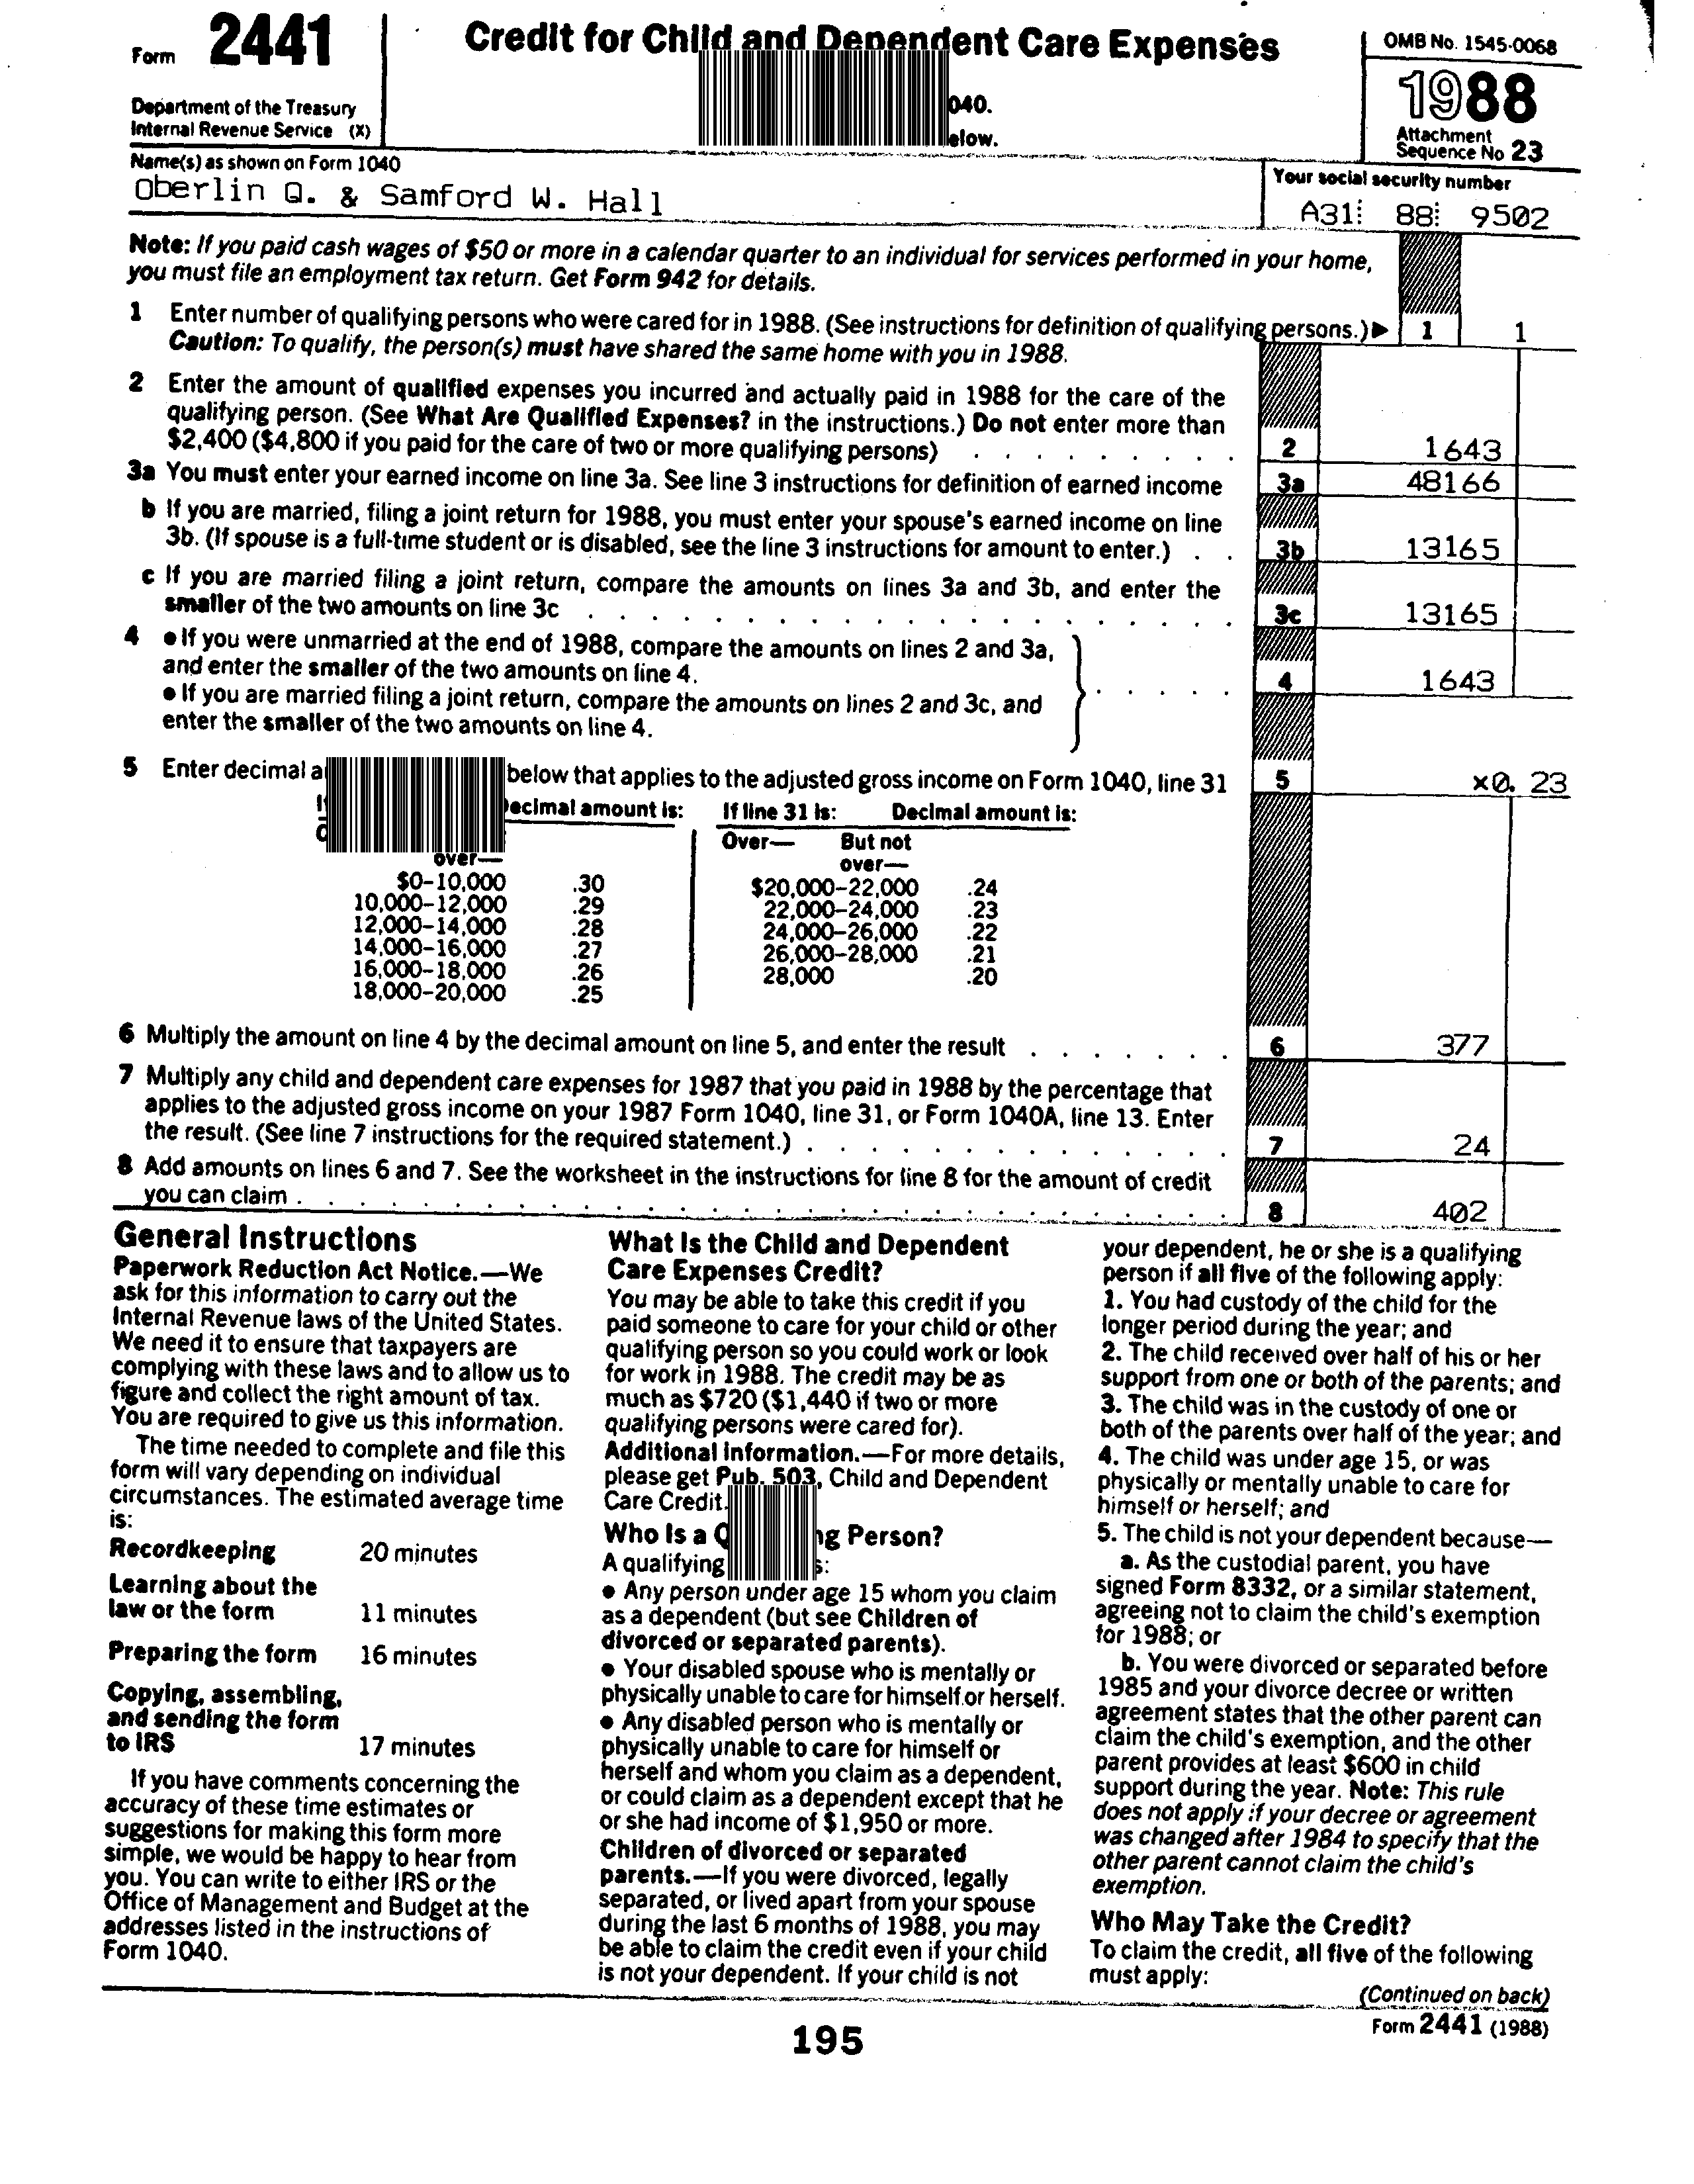 Form 2441
Credit for Child and Dependent Care Expenses
OMB No. 1545-0068
1988
Department of the Treasury
Internal Revenue Service (X)
040.
elow.
Attachment
Sequence No 23
Name(s) as shown on Form 1040
Oberlin Q. & Samford W. Hall
Your social security number
A31 88 9502
Note: If you paid cash wages of $50 or more in a calendar quarter to an individual for services performed in your home,
you must file an employment tax return. Get Form 942 for details.
1 Enter number of qualifying persons who were cared for in 1988. (See instructions for definition of qualifying persons.) ▶ 1 1
Caution: To qualify, the person(s) must have shared the same home with you in 1988.
2 Enter the amount of qualified expenses you incurred and actually paid in 1988 for the care of the
qualifying person. (See What Are Qualified Expenses? in the instructions.) Do not enter more than
$2,400 ($4,800 if you paid for the care of two or more qualifying persons) . . . . . . . . . 2 1643
3a You must enter your earned income on line 3a. See line 3 instructions for definition of earned income 3a 48166
b If you are married, filing a joint return for 1988, you must enter your spouse's earned income on line
3b. (If spouse is a full-time student or is disabled, see the line 3 instructions for amount to enter.) . . 3b 13165
c If you are married filing a joint return, compare the amounts on lines 3a and 3b, and enter the
smaller of the two amounts on line 3c . . . . . . . . . . . . . . . . . . . . 3c 13165
4 ● If you were unmarried at the end of 1988, compare the amounts on lines 2 and 3a,
and enter the smaller of the two amounts on line 4.
● If you are married filing a joint return, compare the amounts on lines 2 and 3c, and
enter the smaller of the two amounts on line 4.
. . . . . 4 1643
5 Enter decimal a below that applies to the adjusted gross income on Form 1040, line 31 5 x0. 23
ecimal amount is: If line 31 is: Decimal amount is:
Over— But not
over— over—
$0–10,000 .30 $20,000–22,000 .24
10,000–12,000 .29 22,000–24,000 .23
12,000–14,000 .28 24,000–26,000 .22
14,000–16,000 .27 26,000–28,000 .21
16,000–18,000 .26 28,000 .20
18,000–20,000 .25
6 Multiply the amount on line 4 by the decimal amount on line 5, and enter the result . . . . . . . 6 377
7 Multiply any child and dependent care expenses for 1987 that you paid in 1988 by the percentage that
applies to the adjusted gross income on your 1987 Form 1040, line 31, or Form 1040A, line 13. Enter
the result. (See line 7 instructions for the required statement.) . . . . . . . . . . . . . . 7 24
8 Add amounts on lines 6 and 7. See the worksheet in the instructions for line 8 for the amount of credit
you can claim . . . . . . . . . . . . . . . . . . . . . . . . . . . . . . 8 402
General Instructions
Paperwork Reduction Act Notice.—We
ask for this information to carry out the
Internal Revenue laws of the United States.
We need it to ensure that taxpayers are
complying with these laws and to allow us to
figure and collect the right amount of tax.
You are required to give us this information.
The time needed to complete and file this
form will vary depending on individual
circumstances. The estimated average time
is:
Recordkeeping 20 minutes
Learning about the
law or the form 11 minutes
Preparing the form 16 minutes
Copying, assembling,
and sending the form
to IRS 17 minutes
If you have comments concerning the
accuracy of these time estimates or
suggestions for making this form more
simple, we would be happy to hear from
you. You can write to either IRS or the
Office of Management and Budget at the
addresses listed in the instructions of
Form 1040.
What Is the Child and Dependent
Care Expenses Credit?
You may be able to take this credit if you
paid someone to care for your child or other
qualifying person so you could work or look
for work in 1988. The credit may be as
much as $720 ($1,440 if two or more
qualifying persons were cared for).
Additional Information.—For more details,
please get Pub. 503, Child and Dependent
Care Credit.
Who Is a Q ng Person?
A qualifying s:
● Any person under age 15 whom you claim
as a dependent (but see Children of
divorced or separated parents).
● Your disabled spouse who is mentally or
physically unable to care for himself or herself.
● Any disabled person who is mentally or
physically unable to care for himself or
herself and whom you claim as a dependent,
or could claim as a dependent except that he
or she had income of $1,950 or more.
Children of divorced or separated
parents.—If you were divorced, legally
separated, or lived apart from your spouse
during the last 6 months of 1988, you may
be able to claim the credit even if your child
is not your dependent. If your child is not
your dependent, he or she is a qualifying
person if all five of the following apply:
1. You had custody of the child for the
longer period during the year; and
2. The child received over half of his or her
support from one or both of the parents; and
3. The child was in the custody of one or
both of the parents over half of the year; and
4. The child was under age 15, or was
physically or mentally unable to care for
himself or herself; and
5. The child is not your dependent because—
a. As the custodial parent, you have
signed Form 8332, or a similar statement,
agreeing not to claim the child's exemption
for 1988; or
b. You were divorced or separated before
1985 and your divorce decree or written
agreement states that the other parent can
claim the child's exemption, and the other
parent provides at least $600 in child
support during the year. Note: This rule
does not apply if your decree or agreement
was changed after 1984 to specify that the
other parent cannot claim the child's
exemption.
Who May Take the Credit?
To claim the credit, all five of the following
must apply:
(Continued on back)
Form 2441 (1988)
195